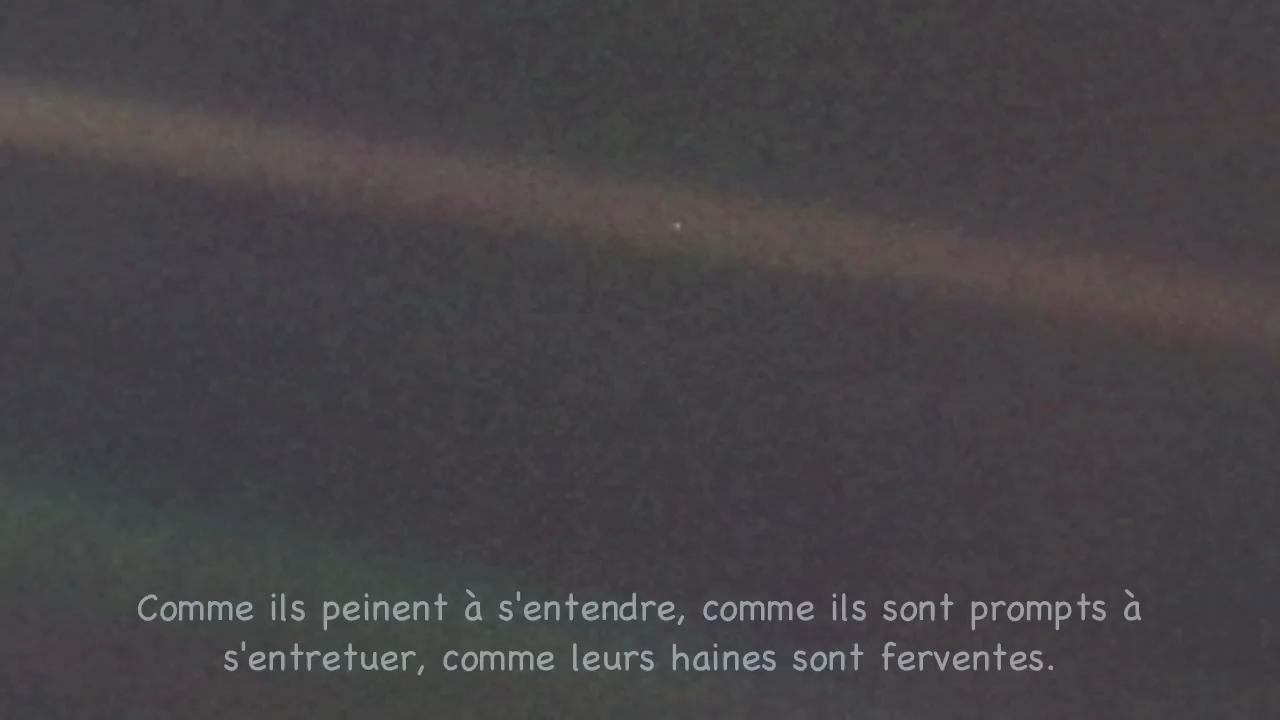 Comme ils peinent à s'entendre, comme ils sont prompts à
s'entretuer, comme leurs haines sont ferventes.